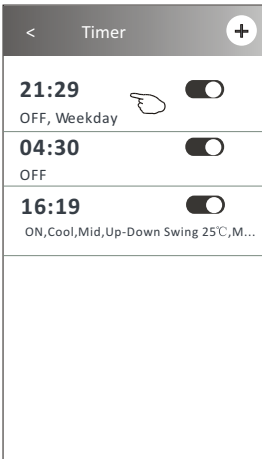 < Timer +
21:29
OFF, Weekday
04:30
OFF
16:19
ON,Cool,Mid,Up-Down Swing 25℃,M...